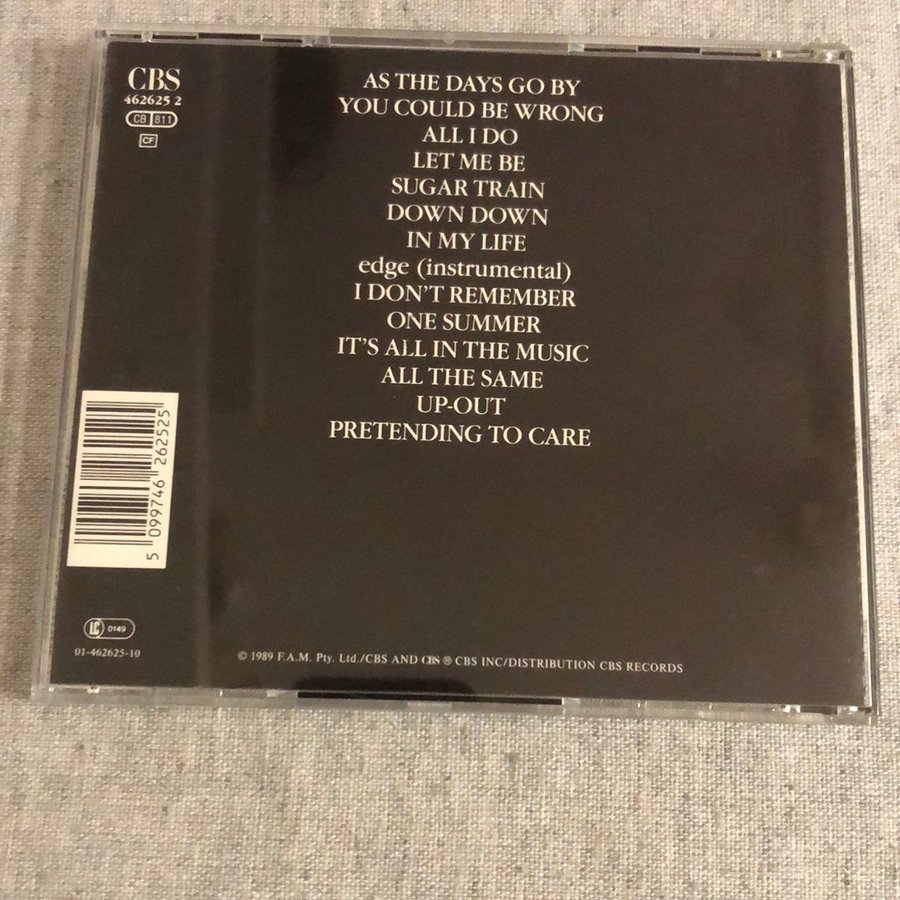 CBS
462625 2
CB 811
CF
AS THE DAYS GO BY
YOU COULD BE WRONG
ALL I DO
LET ME BE
SUGAR TRAIN
DOWN DOWN
IN MY LIFE
edge (instrumental)
I DON'T REMEMBER
ONE SUMMER
IT'S ALL IN THE MUSIC
ALL THE SAME
UP-OUT
PRETENDING TO CARE
5 099746 262525
LC 0149
01-462625-10
© 1989 F.A.M. Pty. Ltd./CBS AND CBS ® CBS INC/DISTRIBUTION CBS RECORDS